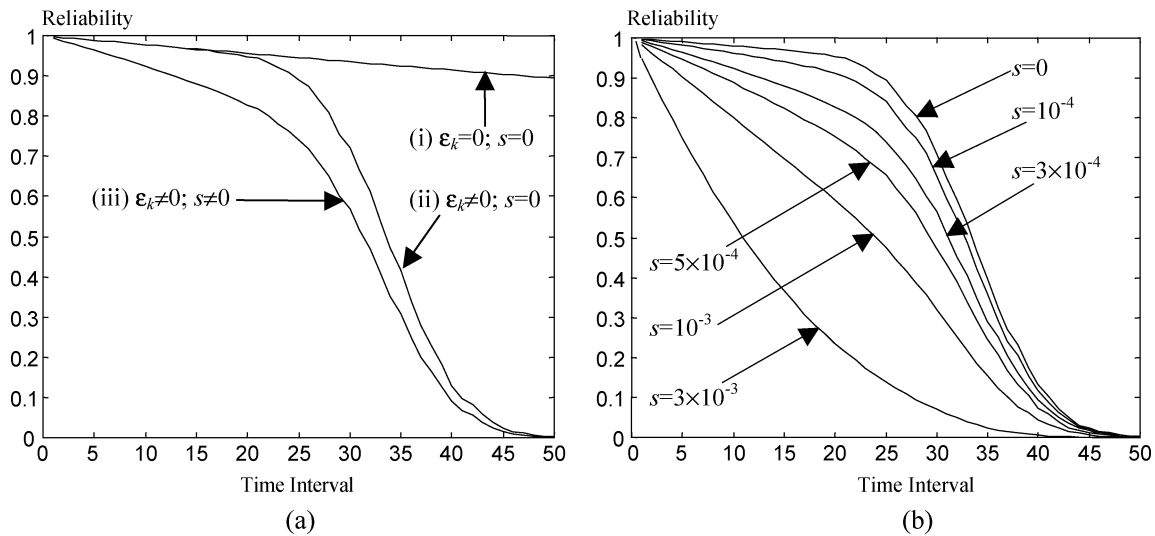 Reliability
1
0.9
0.8
0.7
0.6
0.5
0.4
0.3
0.2
0.1
0
(i) εk=0; s=0
(iii) εk≠0; s≠0
(ii) εk≠0; s=0
0 5 10 15 20 25 30 35 40 45 50
Time Interval
(a)
Reliability
1
0.9
0.8
0.7
0.6
0.5
0.4
0.3
0.2
0.1
0
s=0
s=10-4
s=3×10-4
s=5×10-4
s=10-3
s=3×10-3
0 5 10 15 20 25 30 35 40 45 50
Time Interval
(b)